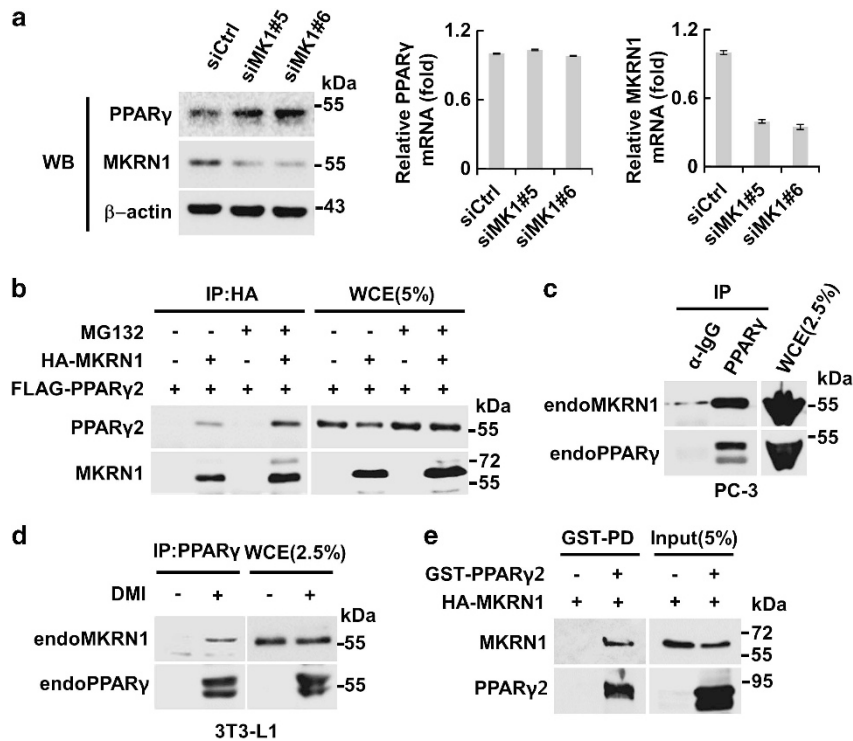 a
siCtrl siMK1#5 siMK1#6
kDa
WB
PPARγ -55
MKRN1 -55
β-actin -43
Relative PPARγ mRNA (fold)
1.2
0.6
0
siCtrl siMK1#5 siMK1#6
Relative MKRN1 mRNA (fold)
1.2
0.6
0
siCtrl siMK1#5 siMK1#6
b
IP:HA WCE(5%)
MG132 - - + + - - + +
HA-MKRN1 - + - + - + - +
FLAG-PPARγ2 + + + + + + + +
kDa
PPARγ2 -55
MKRN1 -72
-55
c
IP
α-IgG PPARγ WCE(2.5%)
kDa
endoMKRN1 -55
endoPPARγ -55
PC-3
d
IP:PPARγ WCE(2.5%)
DMI - + - +
kDa
endoMKRN1 -55
endoPPARγ -55
3T3-L1
e
GST-PD Input(5%)
GST-PPARγ2 - + - +
HA-MKRN1 + + + + kDa
MKRN1 -72
-55
PPARγ2 -95